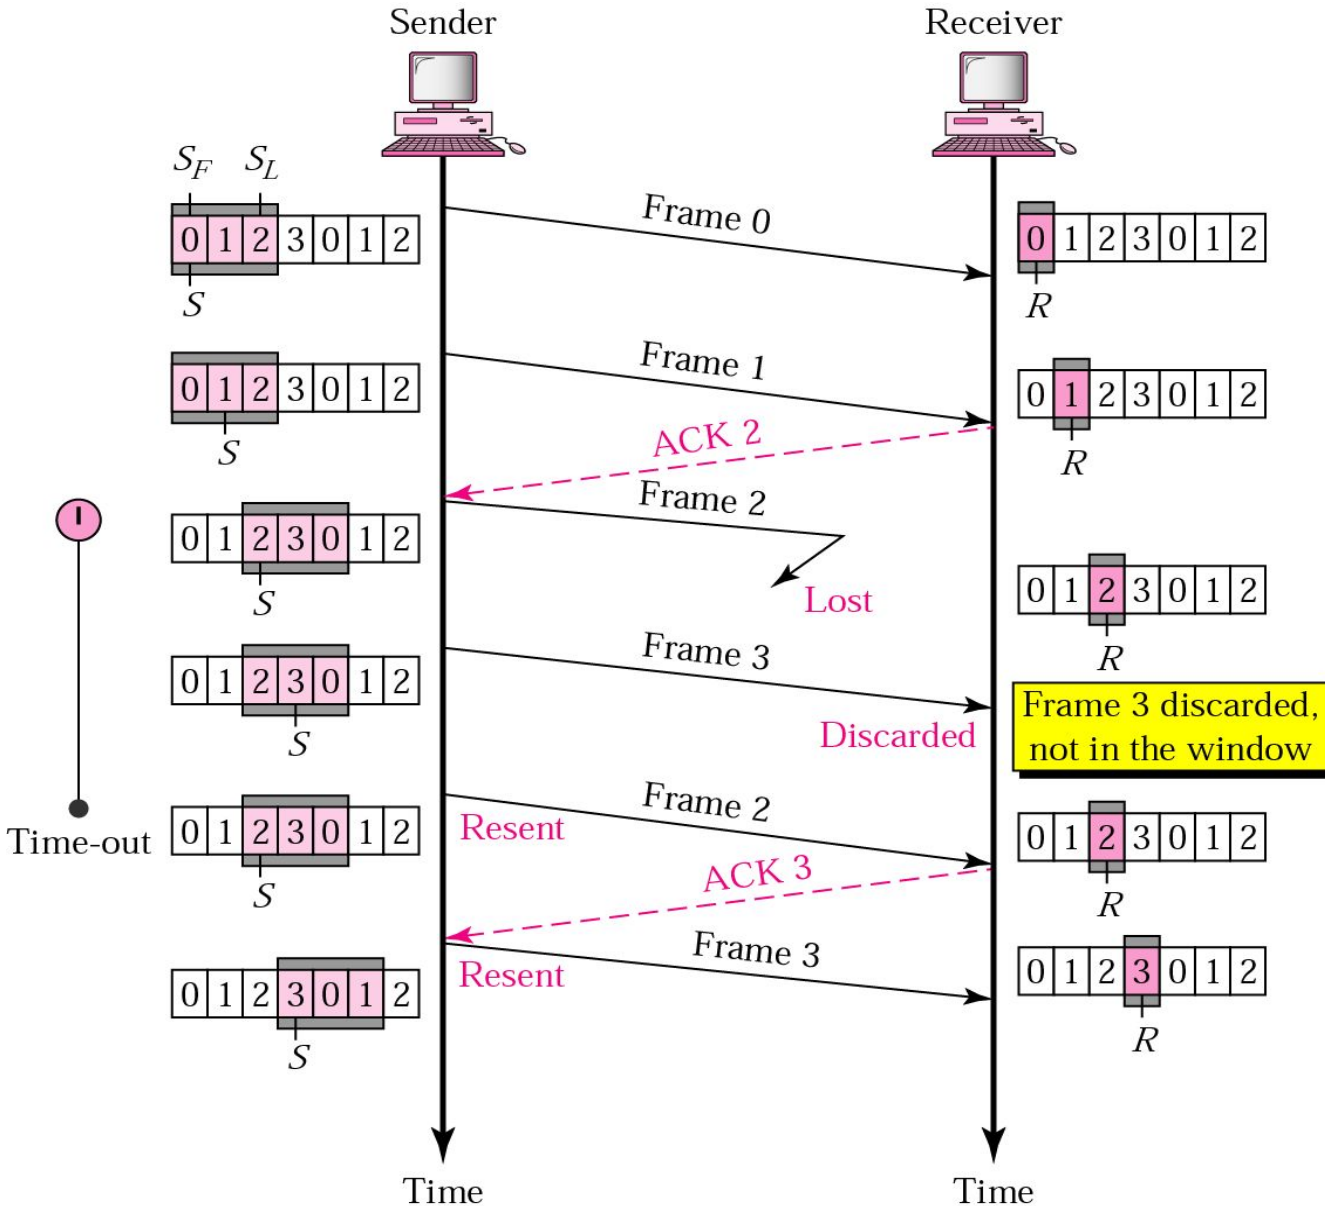 Sender
Receiver
S_F S_L
Frame 0
0 1 2 3 0 1 2
0 1 2 3 0 1 2
S
R
Frame 1
0 1 2 3 0 1 2
0 1 2 3 0 1 2
S
ACK 2
R
Frame 2
0 1 2 3 0 1 2
S
Lost
0 1 2 3 0 1 2
R
Frame 3
0 1 2 3 0 1 2
S
Discarded
Frame 3 discarded,
not in the window
Time-out
Frame 2
0 1 2 3 0 1 2
Resent
0 1 2 3 0 1 2
S
ACK 3
R
Frame 3
0 1 2 3 0 1 2
Resent
0 1 2 3 0 1 2
S
R
Time
Time